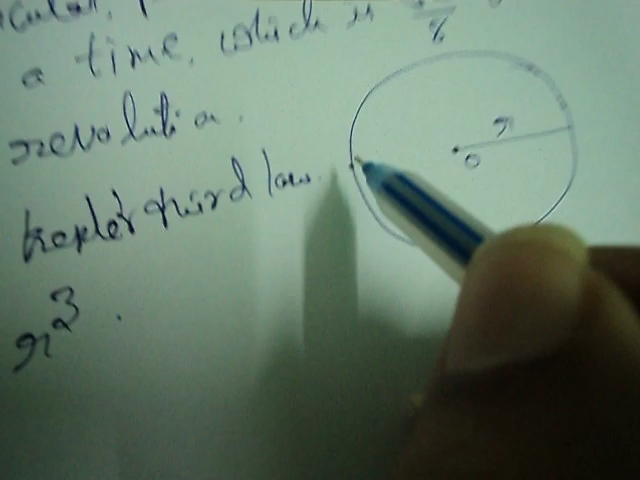 a time, which is
revolution.
Kepler third law.
r³.
r
o